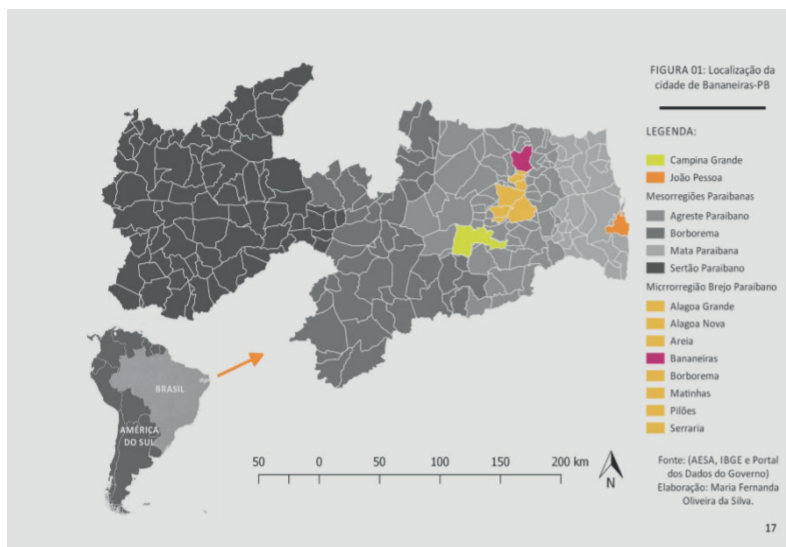 FIGURA 01: Localização da
cidade de Bananeiras-PB
LEGENDA:
Campina Grande
João Pessoa
Mesorregiões Paraibanas
Agreste Paraibano
Borborema
Mata Paraibana
Sertão Paraibano
Micrrorregião Brejo Paraibano
Alagoa Grande
Alagoa Nova
Areia
Bananeiras
Borborema
Matinhas
Pilões
Serraria
BRASIL
AMÉRICA
DO SUL
50 0 50 100 150 200 km
N
Fonte: (AESA, IBGE e Portal
dos Dados do Governo)
Elaboração: Maria Fernanda
Oliveira da Silva.
17